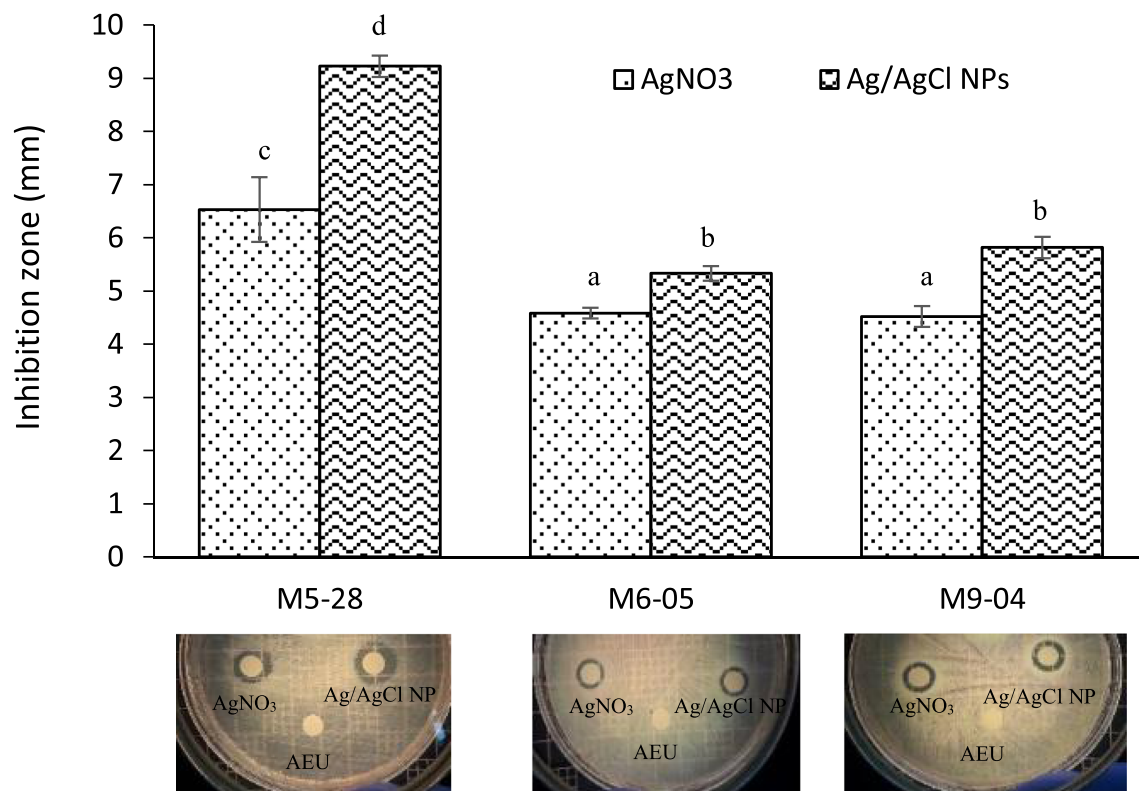 10
d
9
AgNO3
Ag/AgCl NPs
8
c
7
b
b
6
a
a
5
4
3
2
1
0
Inhibition zone (mm)
M5-28
M6-05
M9-04
AgNO₃
Ag/AgCl NP
AEU
AgNO₃
Ag/AgCl NP
AEU
AgNO₃
Ag/AgCl NP
AEU